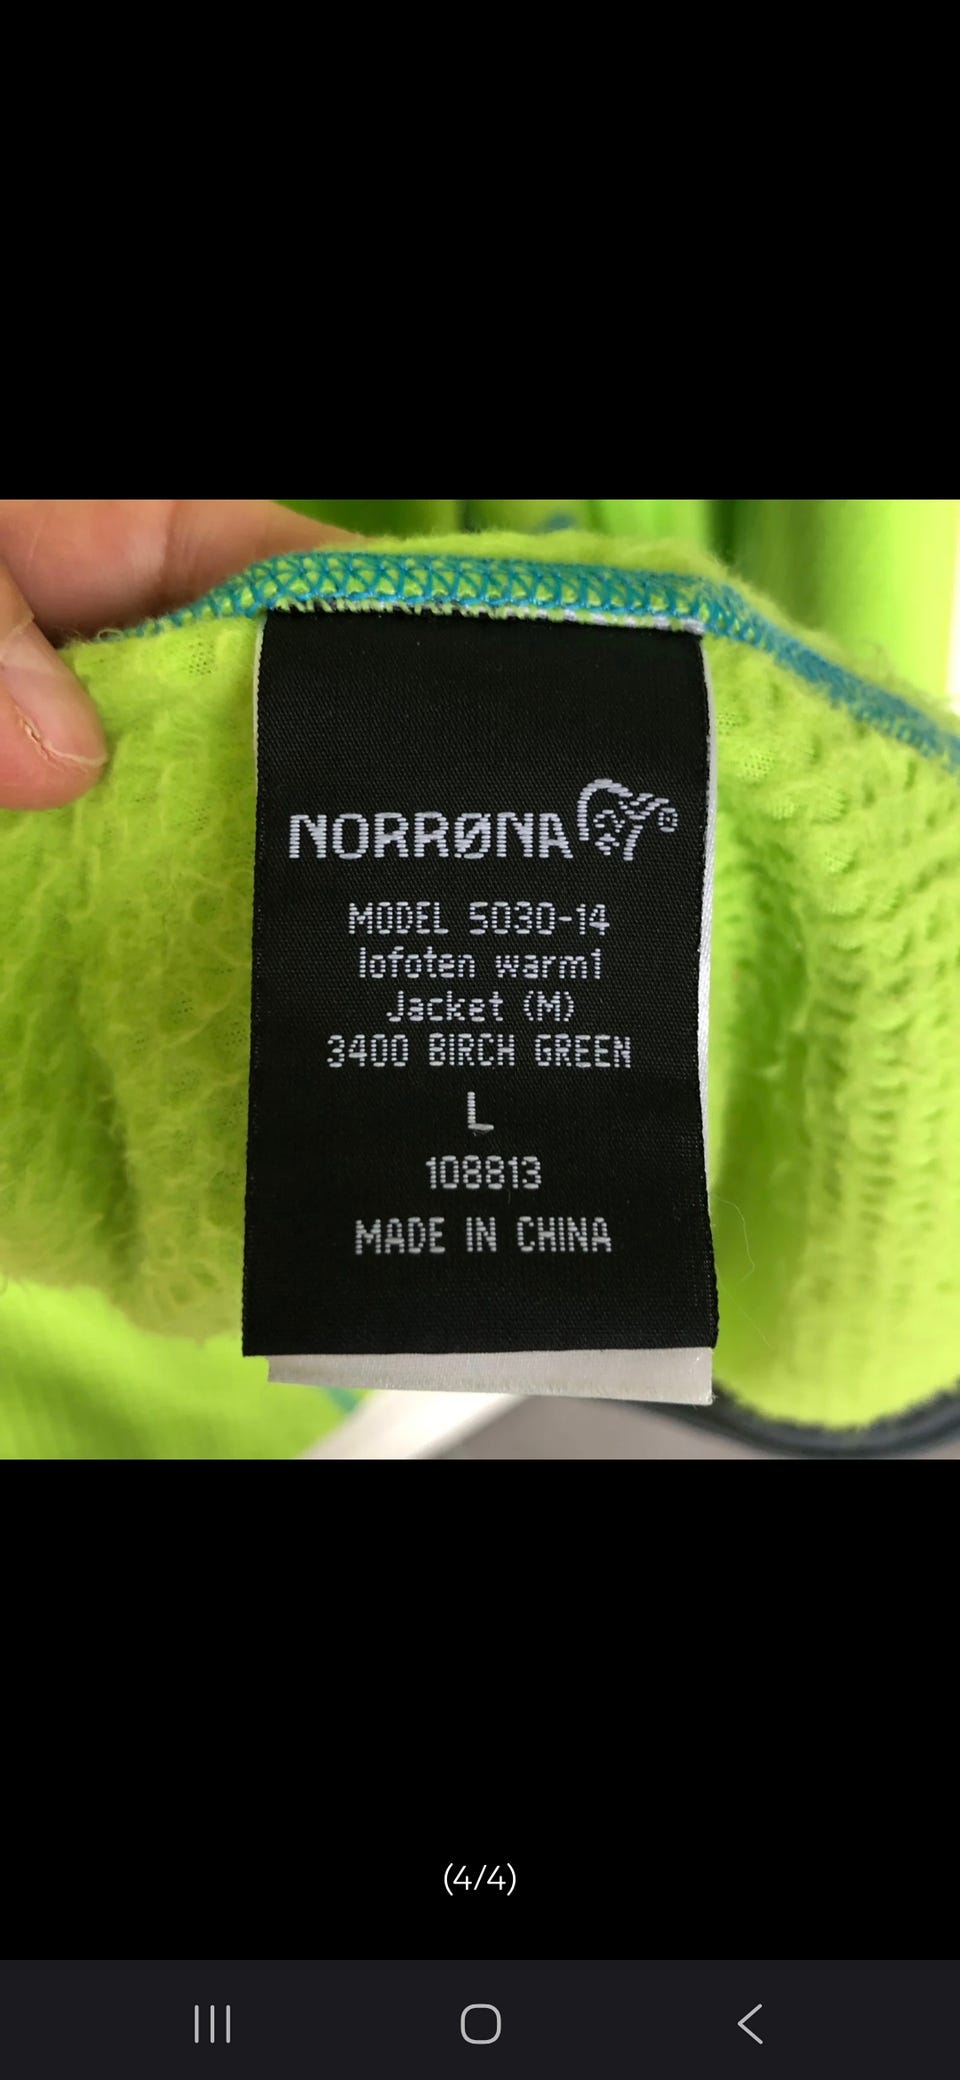 NORRØNA
MODEL 5030-14
lofoten warm1
Jacket (M)
3400 BIRCH GREEN
L
108813
MADE IN CHINA
(4/4)